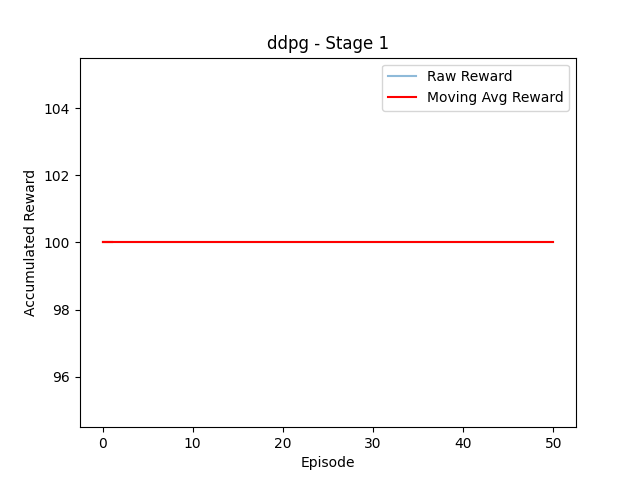 ddpg - Stage 1
Raw Reward
Moving Avg Reward
Accumulated Reward
104
102
100
98
96
0 10 20 30 40 50
Episode